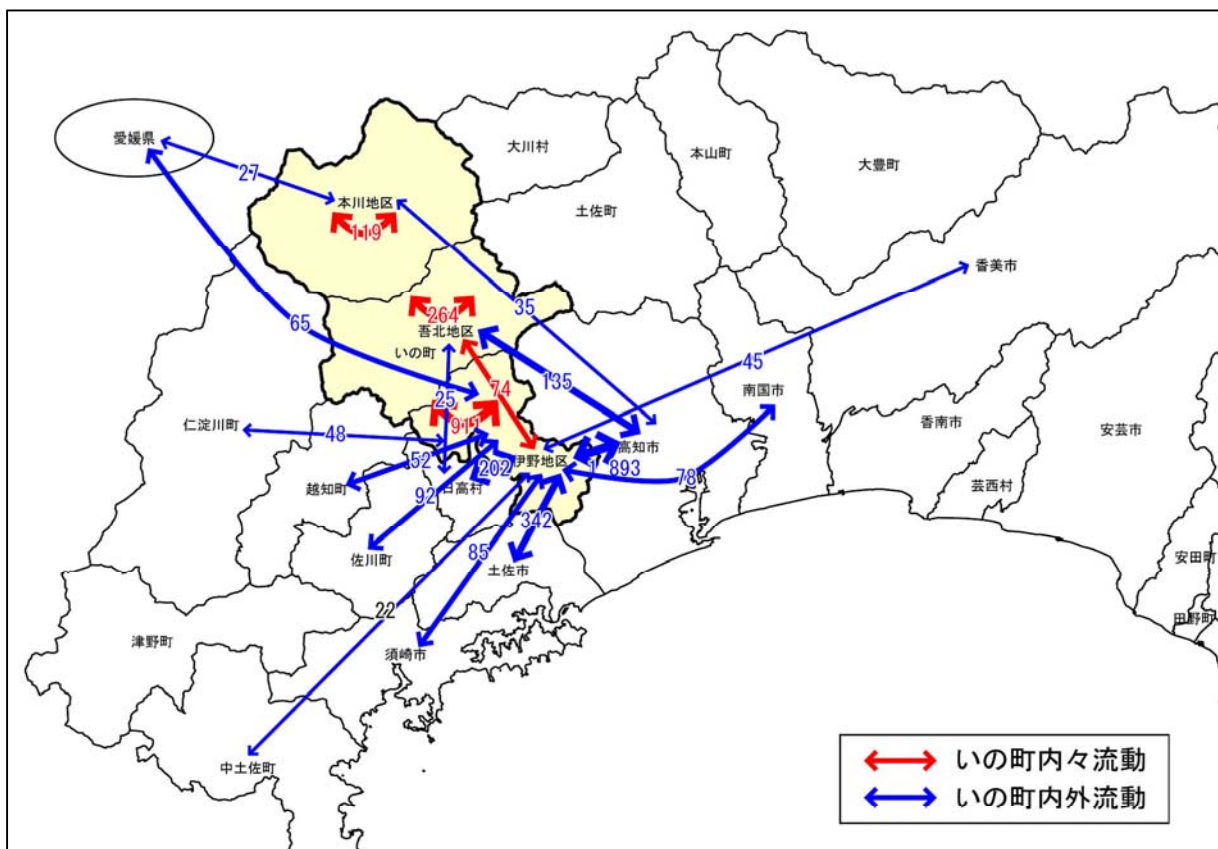 愛媛県
27
本川地区
119
大川村
本山町
大豊町
土佐町
香美市
65
264
吾北地区
いの町
35
135
45
74
25
911
南国市
香南市
安芸市
仁淀川町
48
52
越知町
202
伊野地区
高知市
1
893
78
芸西村
92
日高村
342
佐川町
85
土佐市
安田町
22
田野町
津野町
須崎市
中土佐町
いの町内々流動
いの町内外流動